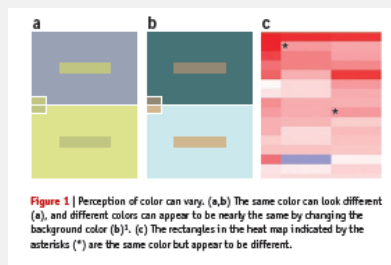 a b c
*
*
Figure 1 | Perception of color can vary. (a,b) The same color can look different
(a), and different colors can appear to be nearly the same by changing the
background color (b)¹. (c) The rectangles in the heat map indicated by the
asterisks (*) are the same color but appear to be different.